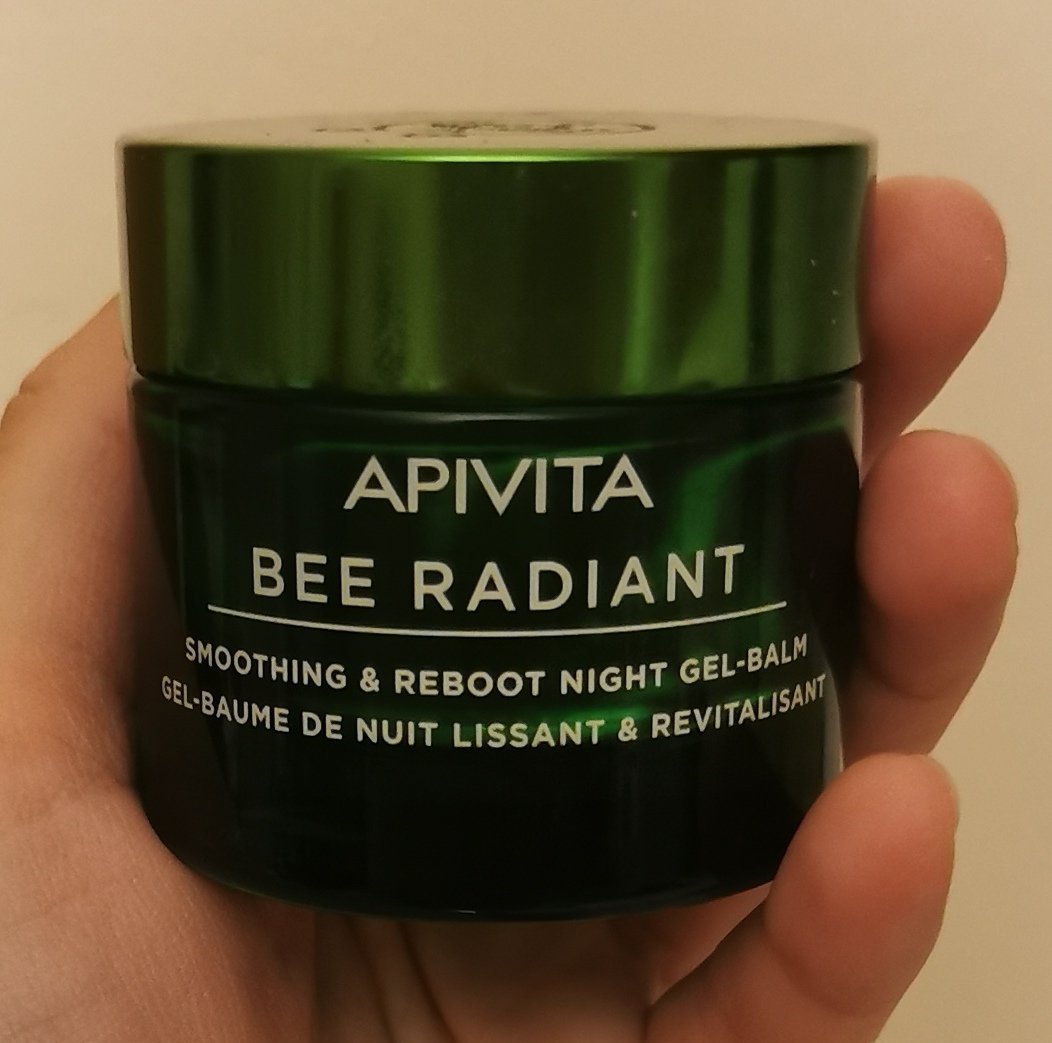 APIVITA
BEE RADIANT
SMOOTHING & REBOOT NIGHT GEL-BALM
GEL-BAUME DE NUIT LISSANT & REVITALISANT